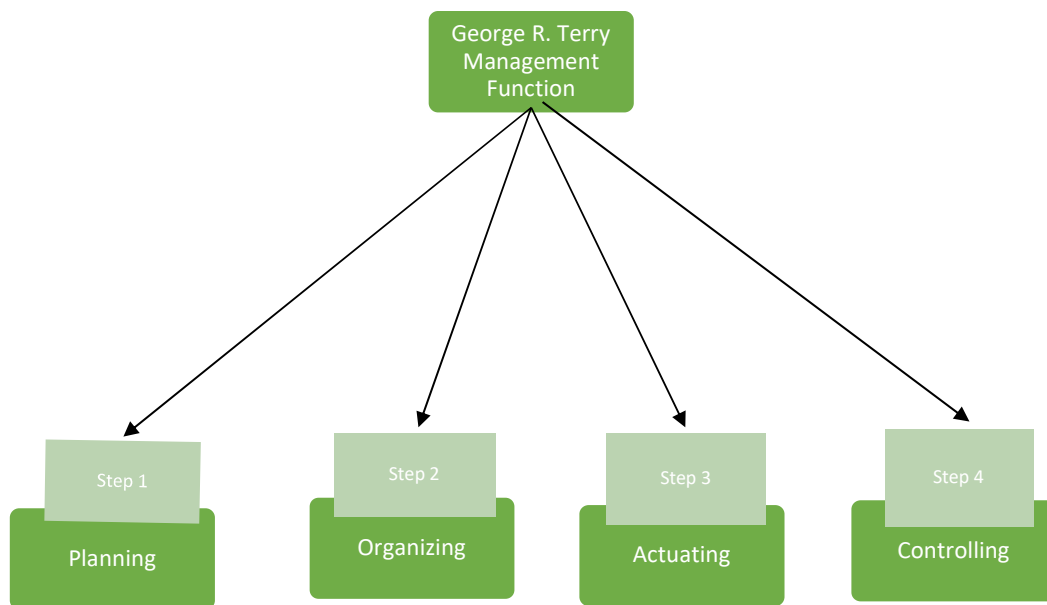 George R. Terry
Management
Function
Step 1
Step 2
Step 3
Step 4
Planning
Organizing
Actuating
Controlling